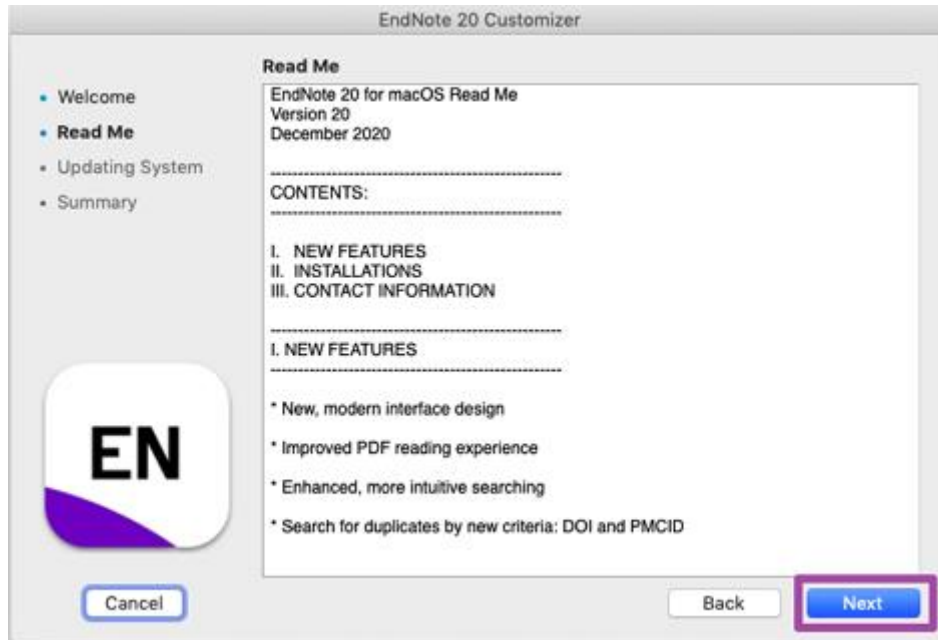 EndNote 20 Customizer
Welcome
Read Me
Updating System
Summary
EN
Read Me
EndNote 20 for macOS Read Me
Version 20
December 2020
-----------------------------------------------------------
CONTENTS:
-----------------------------------------------------------
I. NEW FEATURES
II. INSTALLATIONS
III. CONTACT INFORMATION
-----------------------------------------------------------
I. NEW FEATURES
-----------------------------------------------------------
* New, modern interface design
* Improved PDF reading experience
* Enhanced, more intuitive searching
* Search for duplicates by new criteria: DOI and PMCID
Cancel
Back
Next